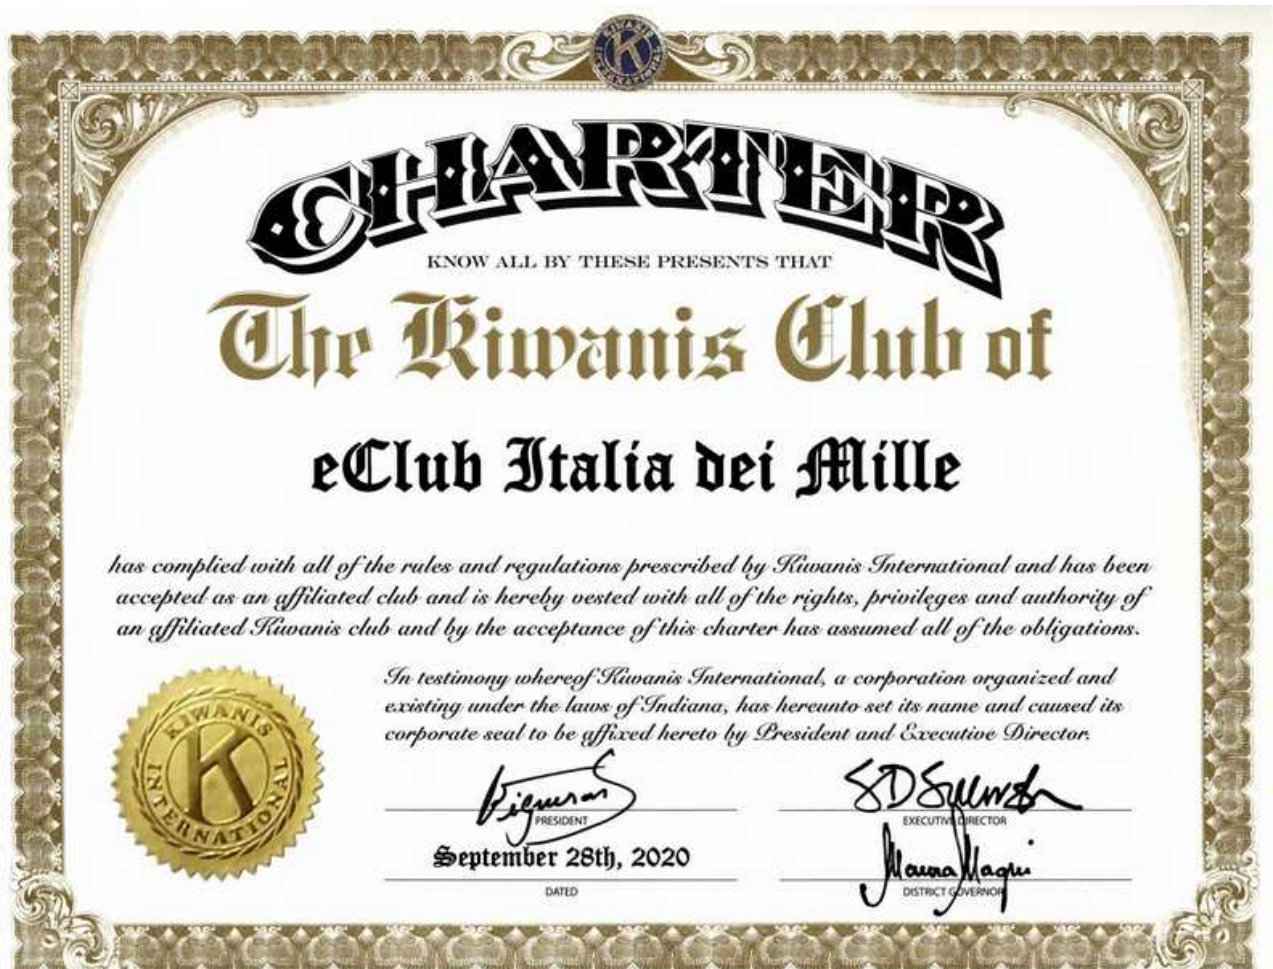 KIWANIS
K
INTERNATIONAL
CHARTER
KNOW ALL BY THESE PRESENTS THAT
The Kiwanis Club of
eClub Italia dei Mille
has complied with all of the rules and regulations prescribed by Kiwanis International and has been
accepted as an affiliated club and is hereby vested with all of the rights, privileges and authority of
an affiliated Kiwanis club and by the acceptance of this charter has assumed all of the obligations.
In testimony whereof Kiwanis International, a corporation organized and
existing under the laws of Indiana, has hereunto set its name and caused its
corporate seal to be affixed hereto by President and Executive Director.
KIWANIS
K
INTERNATIONAL
PRESIDENT
EXECUTIVE DIRECTOR
September 28th, 2020
Maura Magni
DATED
DISTRICT GOVERNOR